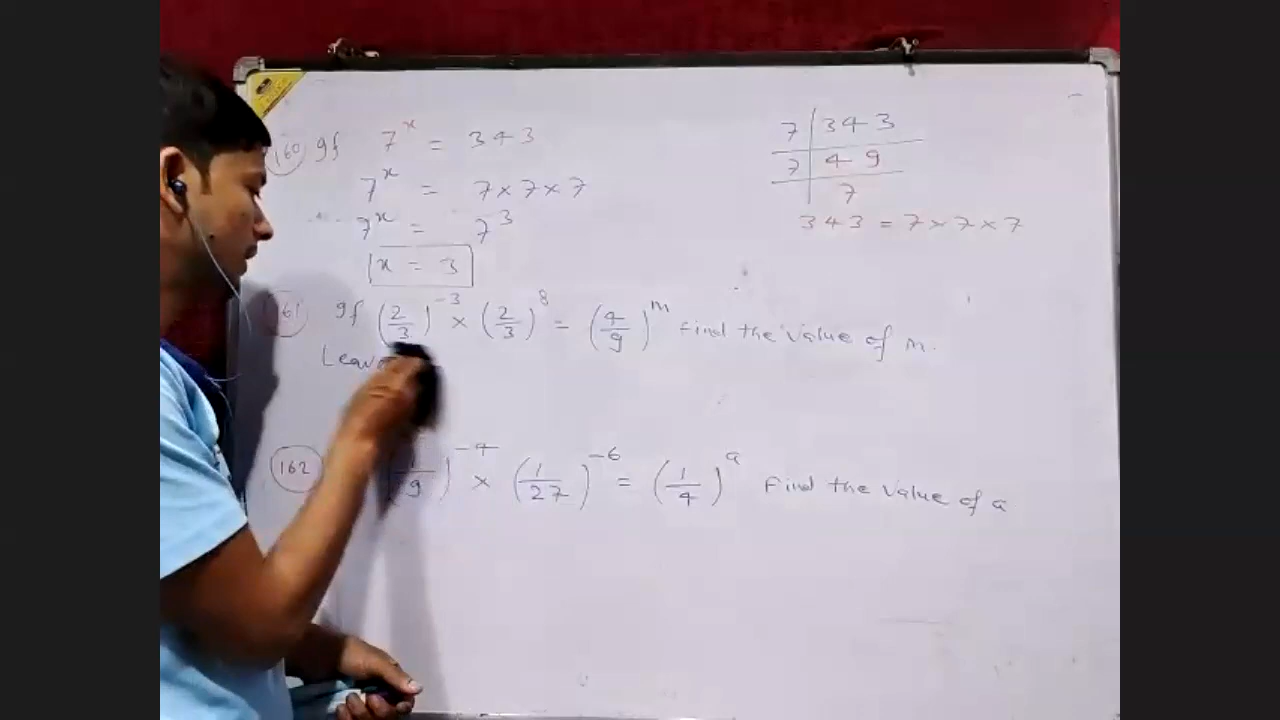 160 If 7^x = 343
7^x = 7×7×7
7^x = 7^3
x = 3
7 | 343
7 | 49
7
343 = 7×7×7
161 If (2/3)^-3 × (2/3)^8 = (4/9)^m Find the value of m.
162 (1/9)^-4 × (1/27)^-6 = (1/4)^a Find the value of a